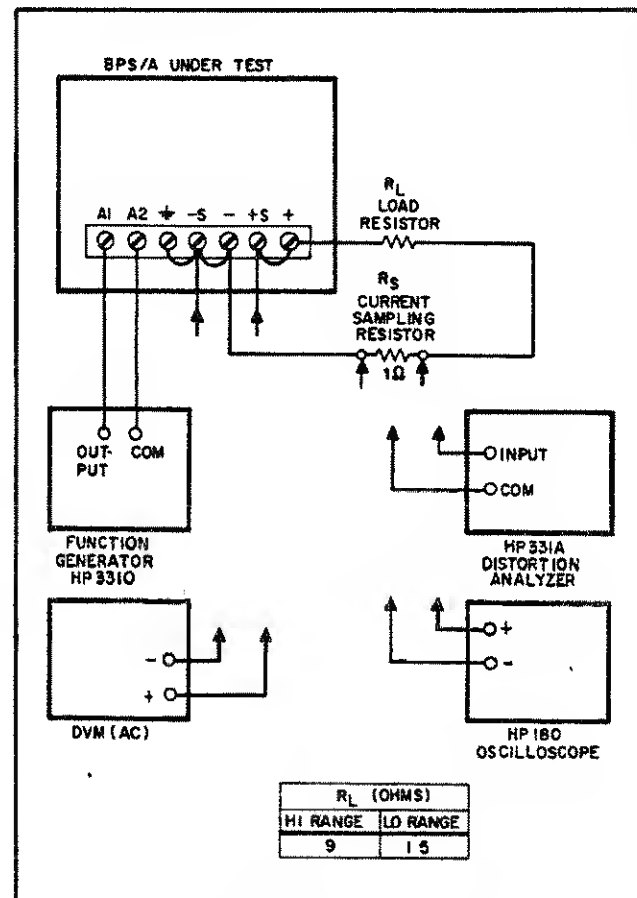 BPS/A UNDER TEST
A1 A2 ⏚ -S - +S +
RL
LOAD
RESISTOR
RS
CURRENT
SAMPLING
RESISTOR
1Ω
OUT-
PUT
COM
FUNCTION
GENERATOR
HP 3310
INPUT
COM
HP 331A
DISTORTION
ANALYZER
-
+
DVM (AC)
+
-
HP 180
OSCILLOSCOPE
RL (OHMS)
HI RANGE LO RANGE
9 1 5